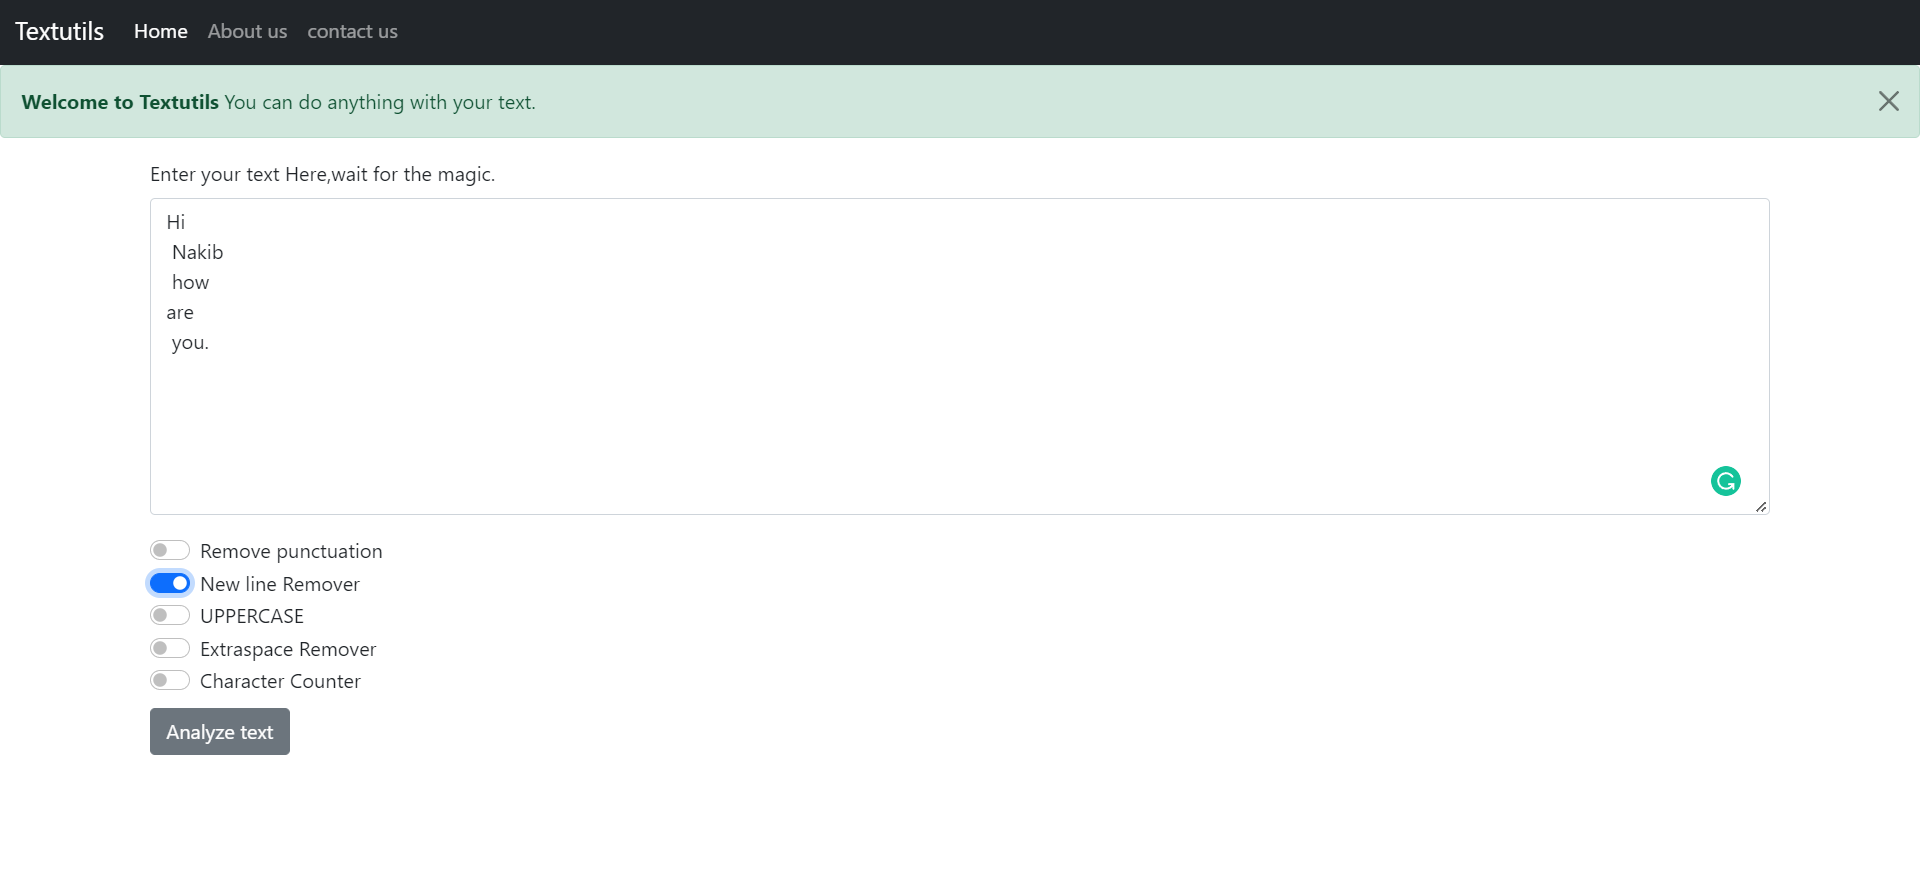 Textutils Home About us contact us
Welcome to Textutils You can do anything with your text.
Enter your text Here,wait for the magic.
Hi
Nakib
how
are
you.
Remove punctuation
New line Remover
UPPERCASE
Extraspace Remover
Character Counter
Analyze text